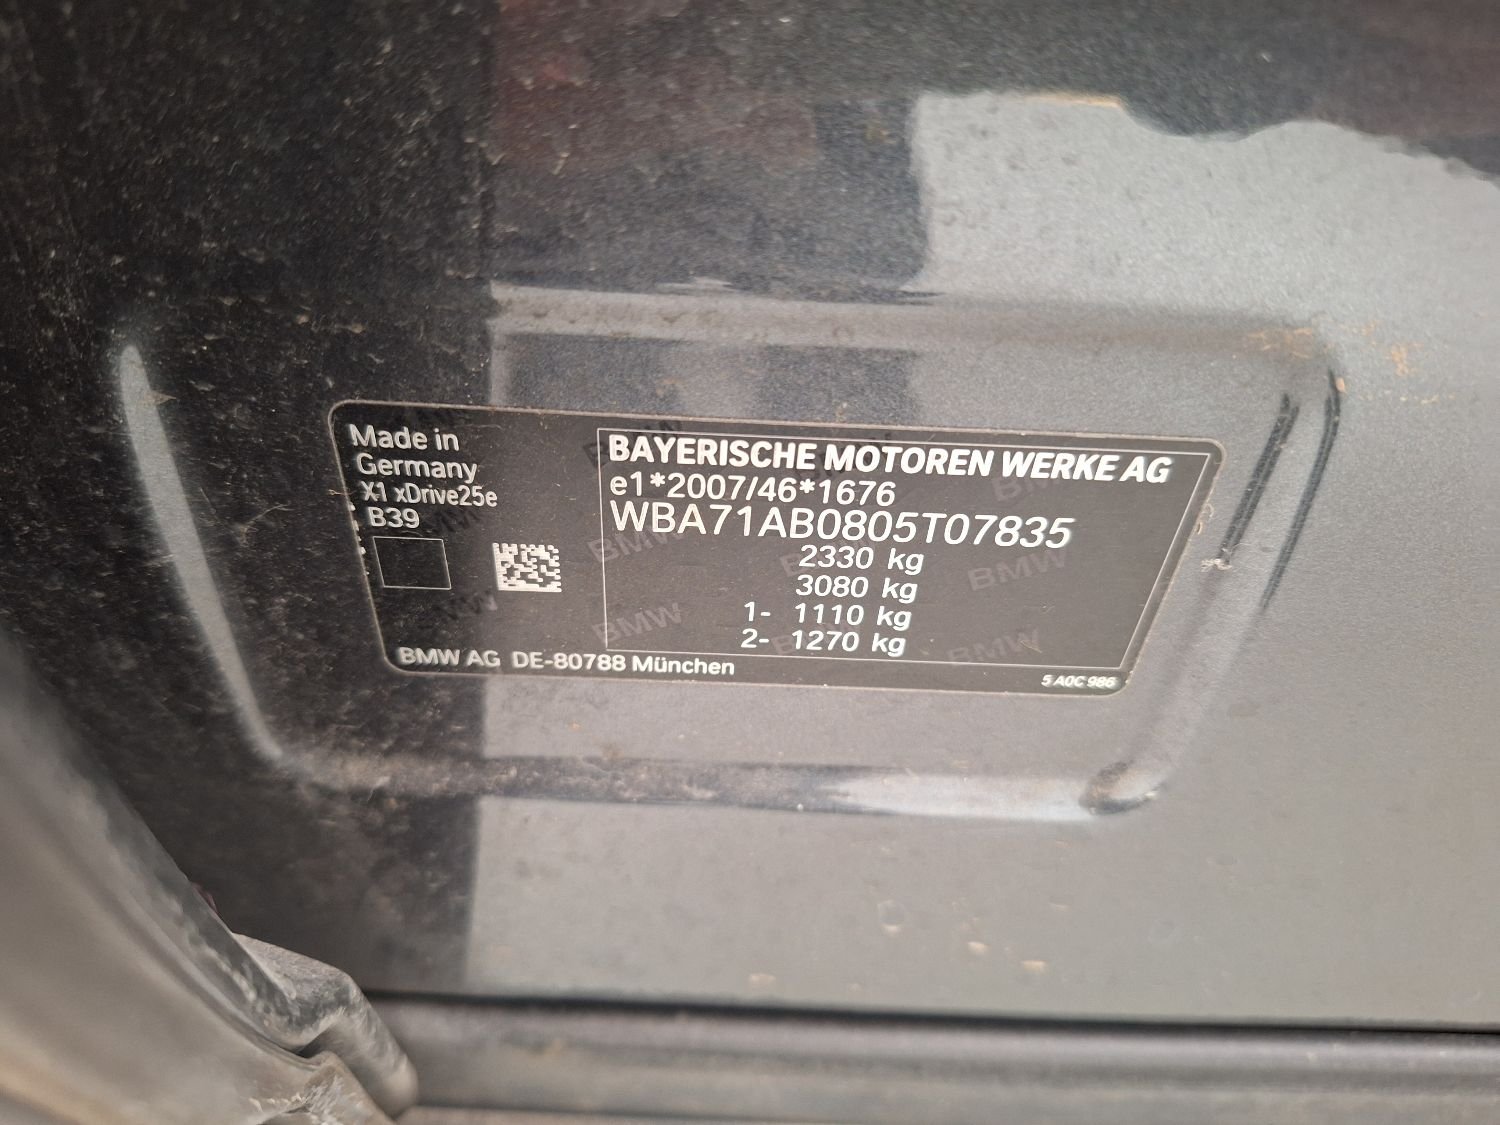 Made in
Germany
X1 xDrive25e
B39
BAYERISCHE MOTOREN WERKE AG
e1*2007/46*1676
WBA71AB0805T07835
2330 kg
3080 kg
1- 1110 kg
2- 1270 kg
BMW AG DE-80788 München
5 A0C 986